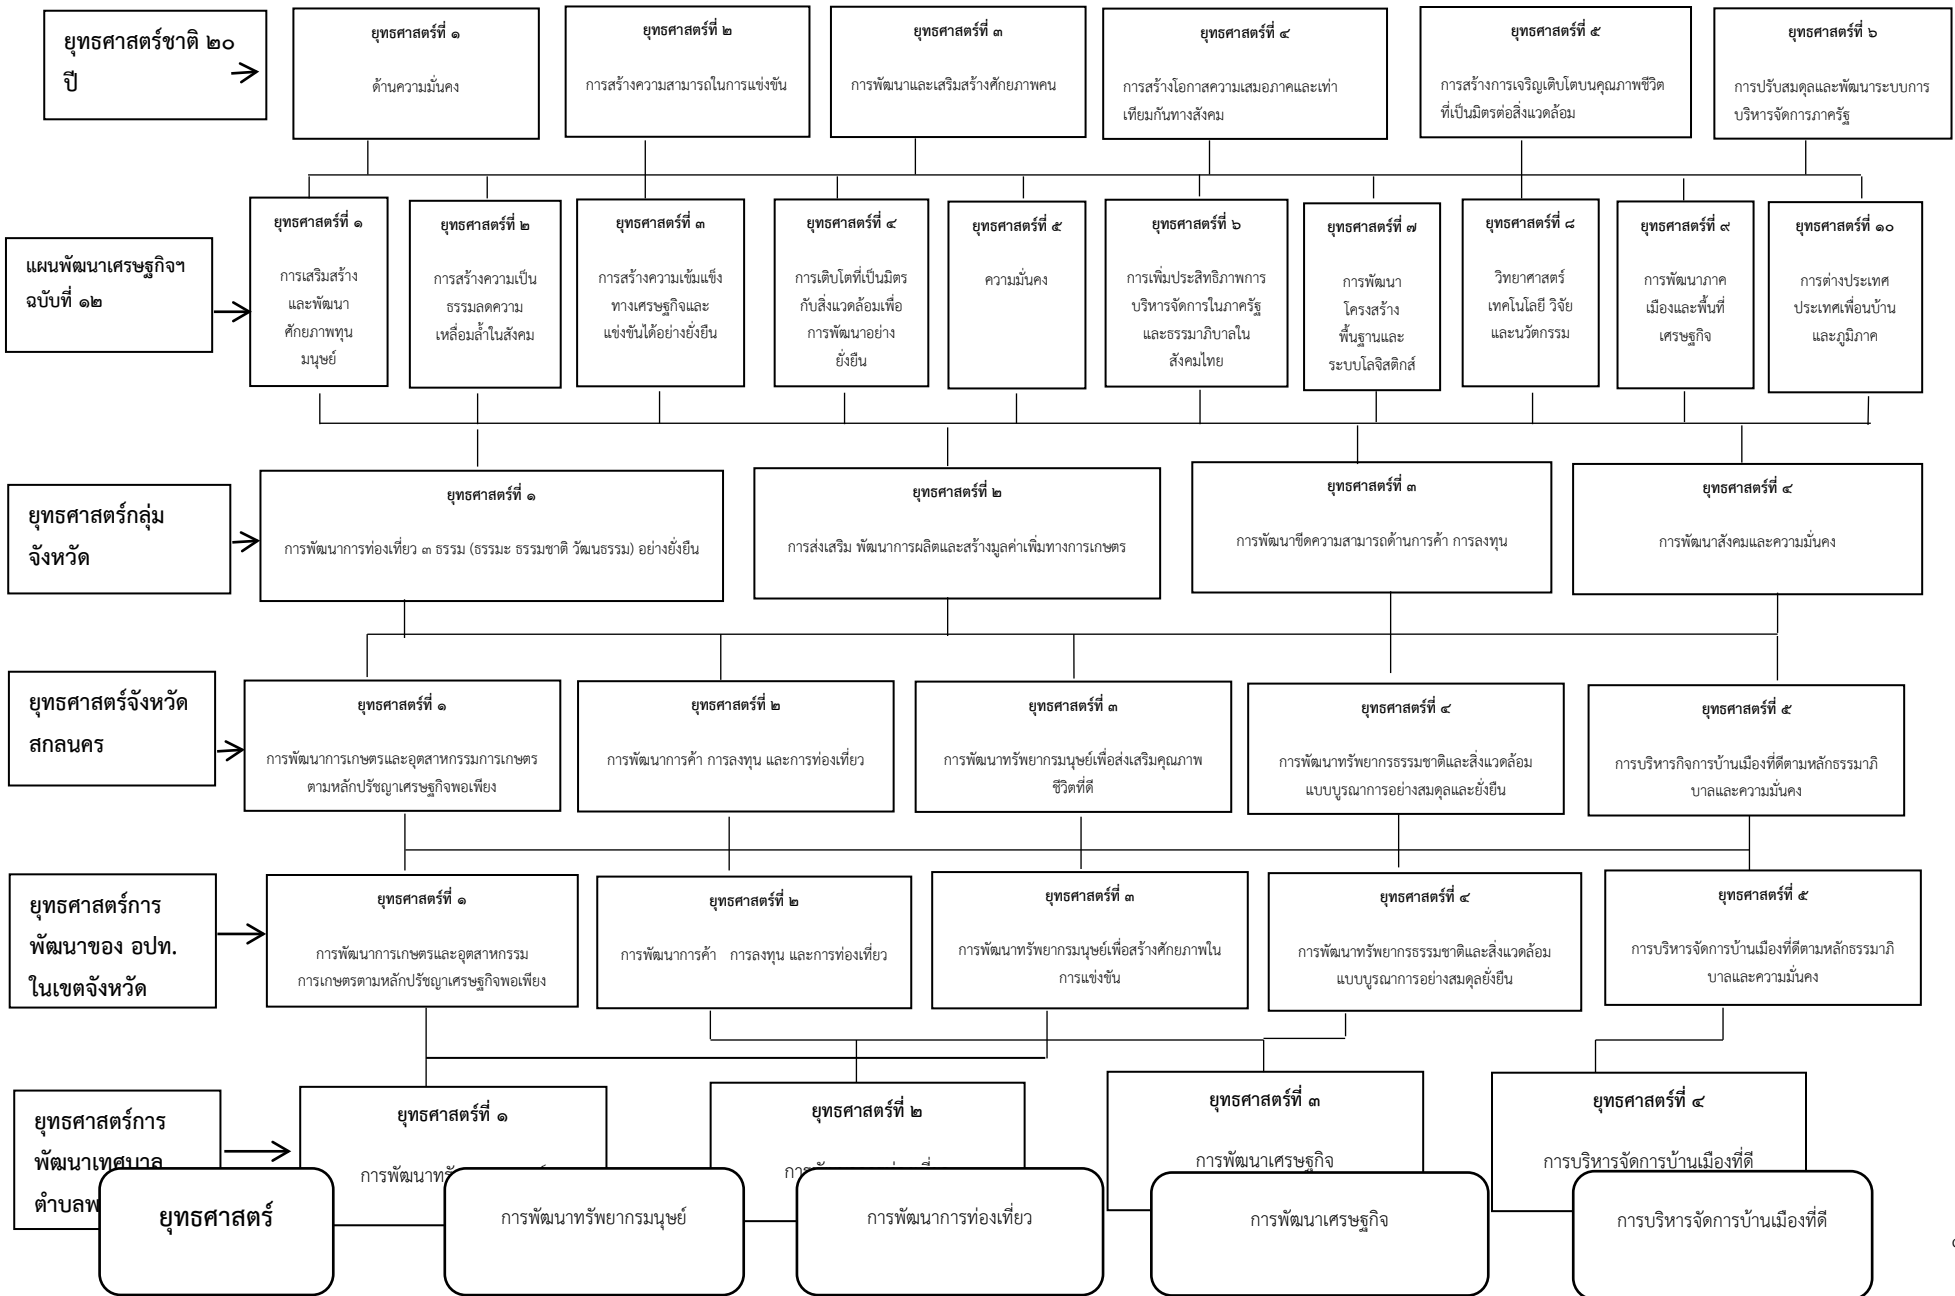 ยุทธศาสตร์ชาติ ๒๐
ปี
ยุทธศาสตร์ที่ ๑
ด้านความมั่นคง
ยุทธศาสตร์ที่ ๒
การสร้างความสามารถในการแข่งขัน
ยุทธศาสตร์ที่ ๓
การพัฒนาและเสริมสร้างศักยภาพคน
ยุทธศาสตร์ที่ ๔
การสร้างโอกาสความเสมอภาคและเท่า
เทียมกันทางสังคม
ยุทธศาสตร์ที่ ๕
การสร้างการเจริญเติบโตบนคุณภาพชีวิต
ที่เป็นมิตรต่อสิ่งแวดล้อม
ยุทธศาสตร์ที่ ๖
การปรับสมดุลและพัฒนาระบบการ
บริหารจัดการภาครัฐ
แผนพัฒนาเศรษฐกิจฯ
ฉบับที่ ๑๒
ยุทธศาสตร์ที่ ๑
การเสริมสร้าง
และพัฒนา
ศักยภาพทุน
มนุษย์
ยุทธศาสตร์ที่ ๒
การสร้างความเป็น
ธรรมลดความ
เหลื่อมล้ำในสังคม
ยุทธศาสตร์ที่ ๓
การสร้างความเข้มแข็ง
ทางเศรษฐกิจและ
แข่งขันได้อย่างยั่งยืน
ยุทธศาสตร์ที่ ๔
การเติบโตที่เป็นมิตร
กับสิ่งแวดล้อมเพื่อ
การพัฒนาอย่าง
ยั่งยืน
ยุทธศาสตร์ที่ ๕
ความมั่นคง
ยุทธศาสตร์ที่ ๖
การเพิ่มประสิทธิภาพการ
บริหารจัดการในภาครัฐ
และธรรมาภิบาลใน
สังคมไทย
ยุทธศาสตร์ที่ ๗
การพัฒนา
โครงสร้าง
พื้นฐานและ
ระบบโลจิสติกส์
ยุทธศาสตร์ที่ ๘
วิทยาศาสตร์
เทคโนโลยี วิจัย
และนวัตกรรม
ยุทธศาสตร์ที่ ๙
การพัฒนาภาค
เมืองและพื้นที่
เศรษฐกิจ
ยุทธศาสตร์ที่ ๑๐
การต่างประเทศ
ประเทศเพื่อนบ้าน
และภูมิภาค
ยุทธศาสตร์กลุ่ม
จังหวัด
ยุทธศาสตร์ที่ ๑
การพัฒนาการท่องเที่ยว ๓ ธรรม (ธรรมะ ธรรมชาติ วัฒนธรรม) อย่างยั่งยืน
ยุทธศาสตร์ที่ ๒
การส่งเสริม พัฒนาการผลิตและสร้างมูลค่าเพิ่มทางการเกษตร
ยุทธศาสตร์ที่ ๓
การพัฒนาขีดความสามารถด้านการค้า การลงทุน
ยุทธศาสตร์ที่ ๔
การพัฒนาสังคมและความมั่นคง
ยุทธศาสตร์จังหวัด
สกลนคร
ยุทธศาสตร์ที่ ๑
การพัฒนาการเกษตรและอุตสาหกรรมการเกษตร
ตามหลักปรัชญาเศรษฐกิจพอเพียง
ยุทธศาสตร์ที่ ๒
การพัฒนาการค้า การลงทุน และการท่องเที่ยว
ยุทธศาสตร์ที่ ๓
การพัฒนาทรัพยากรมนุษย์เพื่อส่งเสริมคุณภาพ
ชีวิตที่ดี
ยุทธศาสตร์ที่ ๔
การพัฒนาทรัพยากรธรรมชาติและสิ่งแวดล้อม
แบบบูรณาการอย่างสมดุลและยั่งยืน
ยุทธศาสตร์ที่ ๕
การบริหารกิจการบ้านเมืองที่ดีตามหลักธรรมาภิ
บาลและความมั่นคง
ยุทธศาสตร์การ
พัฒนาของ อปท.
ในเขตจังหวัด
ยุทธศาสตร์ที่ ๑
การพัฒนาการเกษตรและอุตสาหกรรม
การเกษตรตามหลักปรัชญาเศรษฐกิจพอเพียง
ยุทธศาสตร์ที่ ๒
การพัฒนาการค้า การลงทุน และการท่องเที่ยว
ยุทธศาสตร์ที่ ๓
การพัฒนาทรัพยากรมนุษย์เพื่อสร้างศักยภาพใน
การแข่งขัน
ยุทธศาสตร์ที่ ๔
การพัฒนาทรัพยากรธรรมชาติและสิ่งแวดล้อม
แบบบูรณาการอย่างสมดุลยั่งยืน
ยุทธศาสตร์ที่ ๕
การบริหารจัดการบ้านเมืองที่ดีตามหลักธรรมาภิ
บาลและความมั่นคง
ยุทธศาสตร์การ
พัฒนาเทศบาล
ตำบลพ
ยุทธศาสตร์ที่ ๑
การพัฒนาทรั
ยุทธศาสตร์ที่ ๒
ยุทธศาสตร์ที่ ๓
การพัฒนาเศรษฐกิจ
ยุทธศาสตร์ที่ ๔
การบริหารจัดการบ้านเมืองที่ดี
ยุทธศาสตร์
การพัฒนาทรัพยากรมนุษย์
การพัฒนาการท่องเที่ยว
การพัฒนาเศรษฐกิจ
การบริหารจัดการบ้านเมืองที่ดี